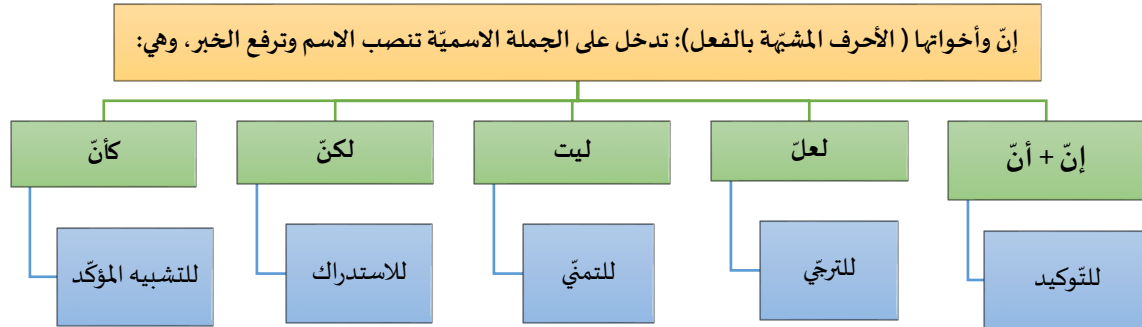 إنّ وأخواتها ( الأحرف المشبّهة بالفعل): تدخل على الجملة الاسميّة تنصب الاسم وترفع الخبر، وهي:
إنّ + أنّ
لعلّ
ليت
لكنّ
كأنّ
للتّوكيد
للترجّي
للتمنّي
للاستدراك
للتشبيه المؤكّد